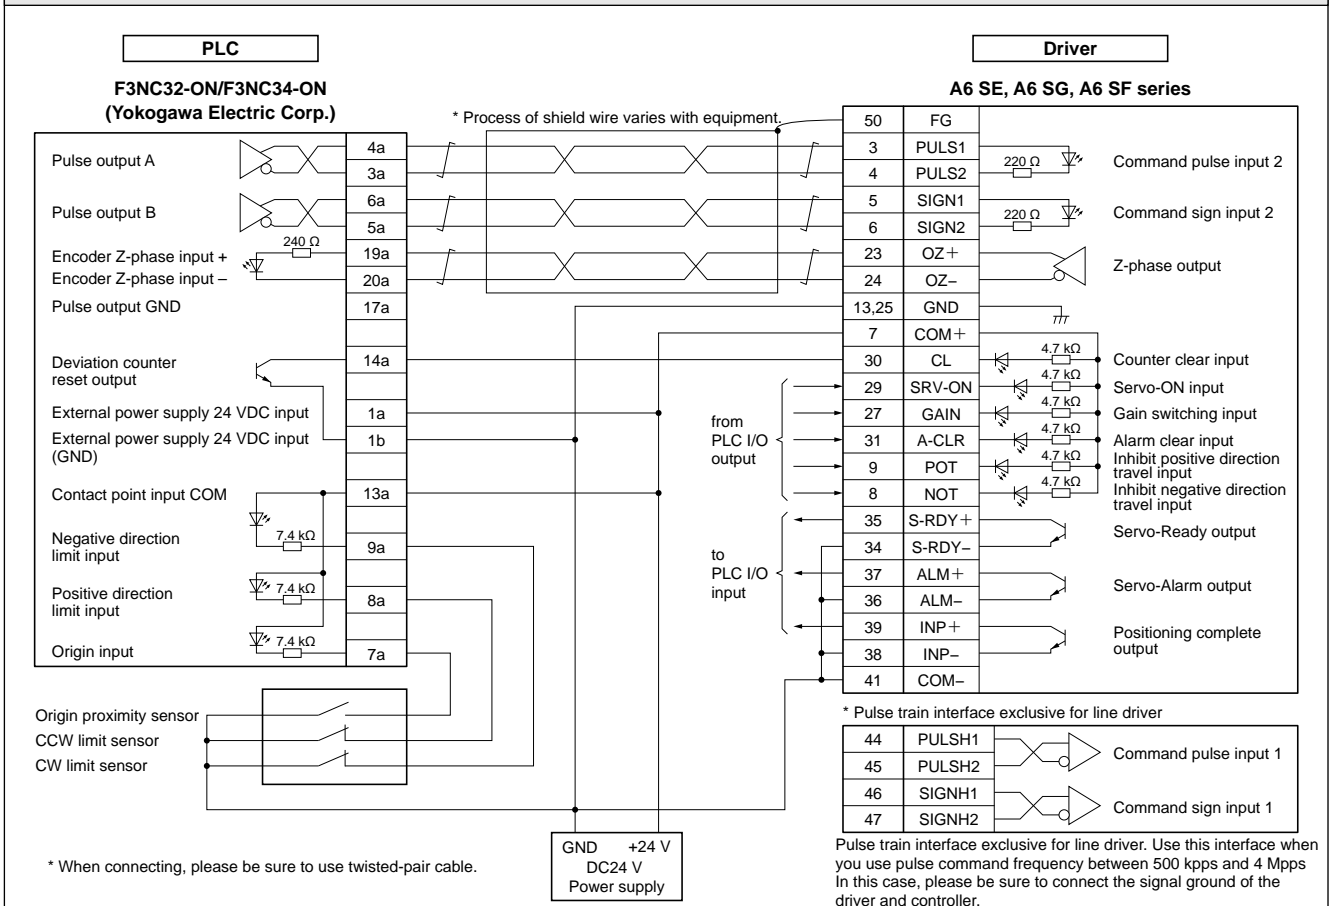 PLC
Driver
F3NC32-ON/F3NC34-ON
(Yokogawa Electric Corp.)
A6 SE, A6 SG, A6 SF series
* Process of shield wire varies with equipment.
Pulse output A
4a
3a
Pulse output B
6a
5a
240 Ω
Encoder Z-phase input +
19a
Encoder Z-phase input –
20a
Pulse output GND
17a
Deviation counter
reset output
14a
External power supply 24 VDC input
1a
External power supply 24 VDC input
(GND)
1b
Contact point input COM
13a
Negative direction
limit input
7.4 kΩ
9a
Positive direction
limit input
7.4 kΩ
8a
Origin input
7.4 kΩ
7a
Origin proximity sensor
CCW limit sensor
CW limit sensor
* When connecting, please be sure to use twisted-pair cable.
GND +24 V
DC24 V
Power supply
from
PLC I/O
output
to
PLC I/O
input
50 FG
3 PULS1
4 PULS2
220 Ω
Command pulse input 2
5 SIGN1
6 SIGN2
220 Ω
Command sign input 2
23 OZ+
24 OZ–
Z-phase output
13,25 GND
7 COM+
30 CL
4.7 kΩ
Counter clear input
29 SRV-ON
4.7 kΩ
Servo-ON input
27 GAIN
4.7 kΩ
Gain switching input
31 A-CLR
4.7 kΩ
Alarm clear input
9 POT
4.7 kΩ
Inhibit positive direction
travel input
8 NOT
4.7 kΩ
Inhibit negative direction
travel input
35 S-RDY+
34 S-RDY–
Servo-Ready output
37 ALM+
36 ALM–
Servo-Alarm output
39 INP+
38 INP–
Positioning complete
output
41 COM–
* Pulse train interface exclusive for line driver
44 PULSH1
45 PULSH2
Command pulse input 1
46 SIGNH1
47 SIGNH2
Command sign input 1
Pulse train interface exclusive for line driver. Use this interface when
you use pulse command frequency between 500 kpps and 4 Mpps
In this case, please be sure to connect the signal ground of the
driver and controller.